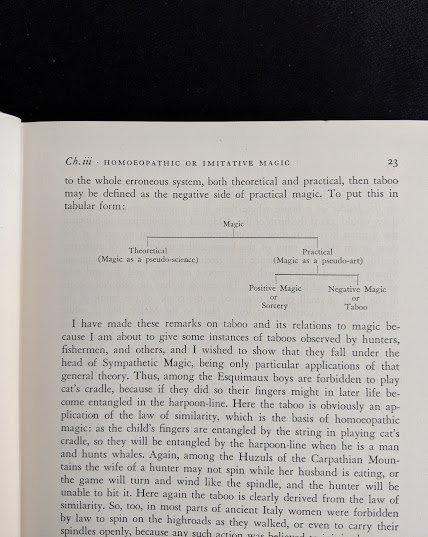 Ch.iii · HOMOEOPATHIC OR IMITATIVE MAGIC 23
to the whole erroneous system, both theoretical and practical, then taboo
may be defined as the negative side of practical magic. To put this in
tabular form:
Magic
Theoretical
(Magic as a pseudo-science)
Practical
(Magic as a pseudo-art)
Positive Magic
or
Sorcery
Negative Magic
or
Taboo
I have made these remarks on taboo and its relations to magic be-
cause I am about to give some instances of taboos observed by hunters,
fishermen, and others, and I wished to show that they fall under the
head of Sympathetic Magic, being only particular applications of that
general theory. Thus, among the Esquimaux boys are forbidden to play
cat's cradle, because if they did so their fingers might in later life be-
come entangled in the harpoon-line. Here the taboo is obviously an ap-
plication of the law of similarity, which is the basis of homoeopathic
magic: as the child's fingers are entangled by the string in playing cat's
cradle, so they will be entangled by the harpoon-line when he is a man
and hunts whales. Again, among the Huzuls of the Carpathian Moun-
tains the wife of a hunter may not spin while her husband is eating, or
the game will turn and wind like the spindle, and the hunter will be
unable to hit it. Here again the taboo is clearly derived from the law of
similarity. So, too, in most parts of ancient Italy women were forbidden
by law to spin on the highroads as they walked, or even to carry their
spindles openly, because any such action was believed to